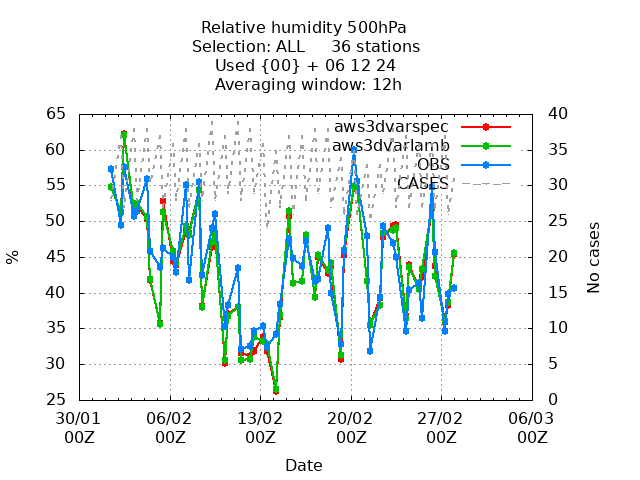 Relative humidity 500hPa
Selection: ALL 36 stations
Used {00} + 06 12 24
Averaging window: 12h
aws3dvarspec
aws3dvarlamb
OBS
CASES
65
60
55
50
45
40
35
30
25
%
40
35
30
25
20
15
10
5
0
No cases
30/01 06/02 13/02 20/02 27/02 06/03
00Z 00Z 00Z 00Z 00Z 00Z
Date